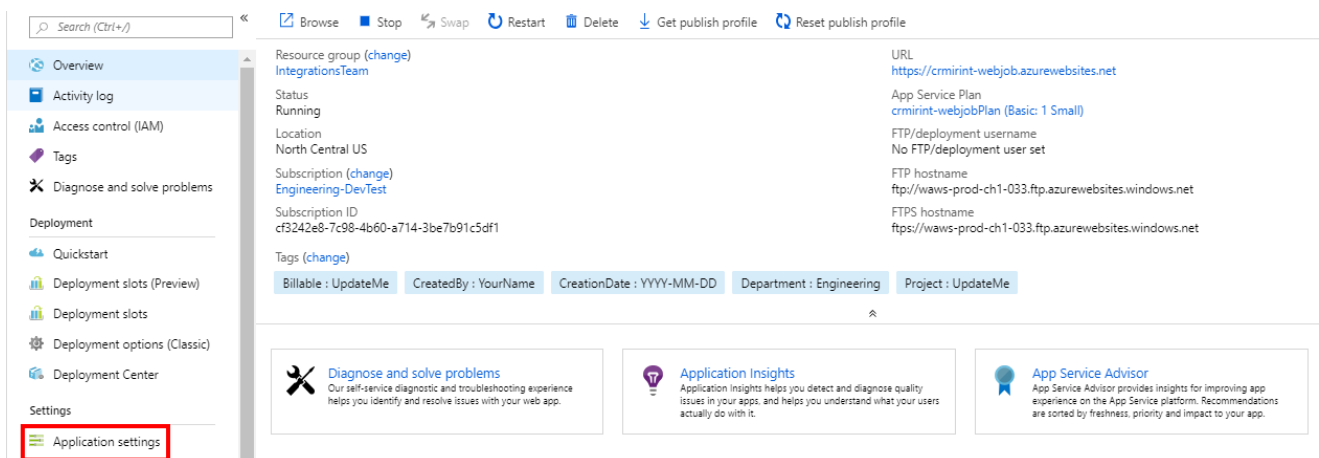 Search (Ctrl+/)
«
Overview
Activity log
Access control (IAM)
Tags
Diagnose and solve problems
Deployment
Quickstart
Deployment slots (Preview)
Deployment slots
Deployment options (Classic)
Deployment Center
Settings
Application settings
Browse Stop Swap Restart Delete Get publish profile Reset publish profile
Resource group (change)
IntegrationsTeam
Status
Running
Location
North Central US
Subscription (change)
Engineering-DevTest
Subscription ID
cf3242e8-7c98-4b60-a714-3be7b91c5df1
URL
https://crmirint-webjob.azurewebsites.net
App Service Plan
crmirint-webjobPlan (Basic: 1 Small)
FTP/deployment username
No FTP/deployment user set
FTP hostname
ftp://waws-prod-ch1-033.ftp.azurewebsites.windows.net
FTPS hostname
ftps://waws-prod-ch1-033.ftp.azurewebsites.windows.net
Tags (change)
Billable : UpdateMe CreatedBy : YourName CreationDate : YYYY-MM-DD Department : Engineering Project : UpdateMe
Diagnose and solve problems
Our self-service diagnostic and troubleshooting experience
helps you identify and resolve issues with your web app.
Application Insights
Application Insights helps you detect and diagnose quality
issues in your apps, and helps you understand what your users
actually do with it.
App Service Advisor
App Service Advisor provides insights for improving app
experience on the App Service platform. Recommendations
are sorted by freshness, priority and impact to your app.